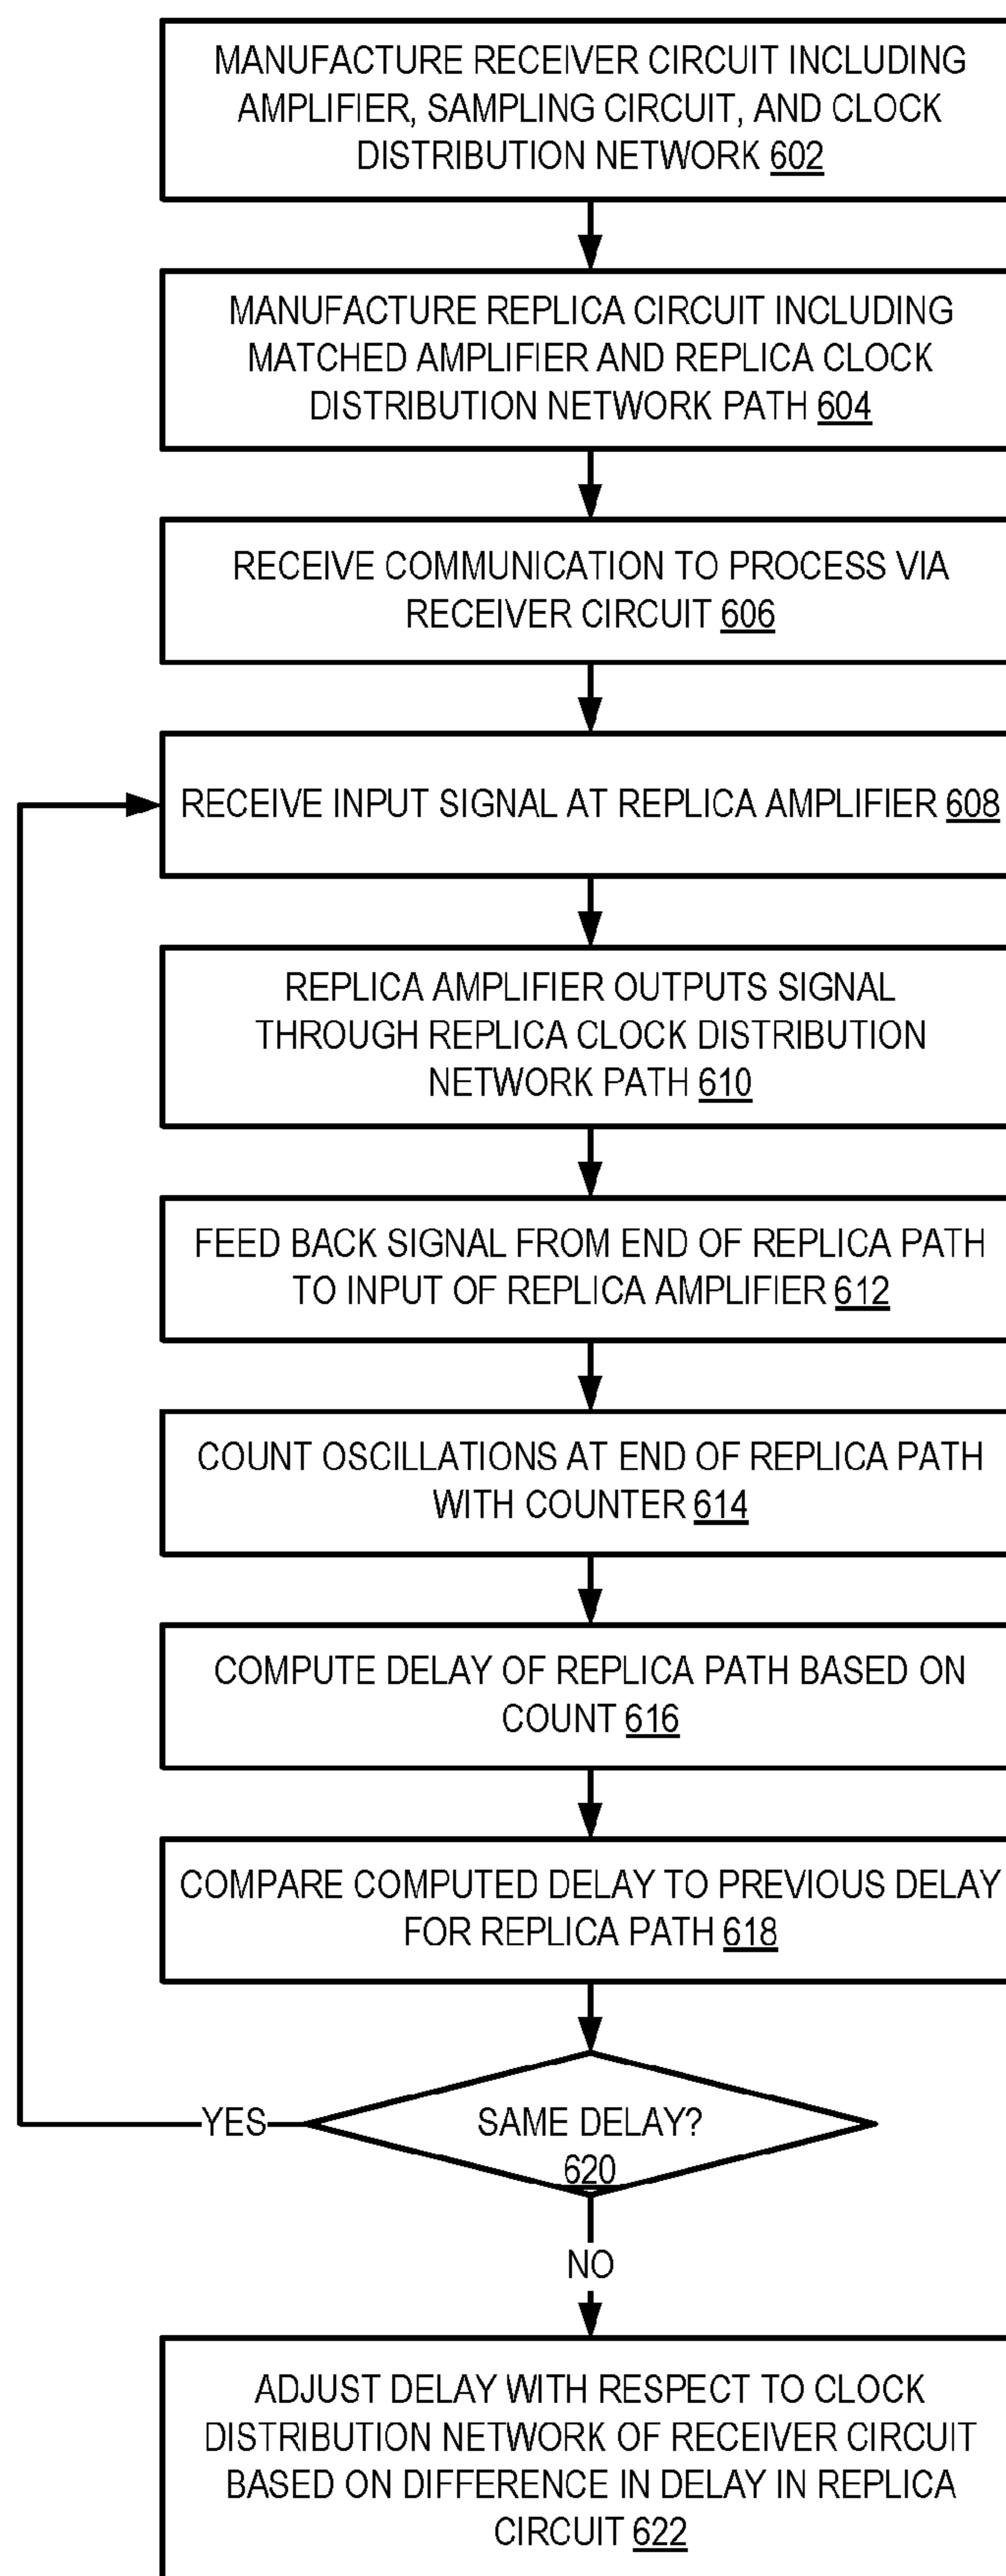 MANUFACTURE RECEIVER CIRCUIT INCLUDING
AMPLIFIER, SAMPLING CIRCUIT, AND CLOCK
DISTRIBUTION NETWORK 602
MANUFACTURE REPLICA CIRCUIT INCLUDING
MATCHED AMPLIFIER AND REPLICA CLOCK
DISTRIBUTION NETWORK PATH 604
RECEIVE COMMUNICATION TO PROCESS VIA
RECEIVER CIRCUIT 606
RECEIVE INPUT SIGNAL AT REPLICA AMPLIFIER 608
REPLICA AMPLIFIER OUTPUTS SIGNAL
THROUGH REPLICA CLOCK DISTRIBUTION
NETWORK PATH 610
FEED BACK SIGNAL FROM END OF REPLICA PATH
TO INPUT OF REPLICA AMPLIFIER 612
COUNT OSCILLATIONS AT END OF REPLICA PATH
WITH COUNTER 614
COMPUTE DELAY OF REPLICA PATH BASED ON
COUNT 616
COMPARE COMPUTED DELAY TO PREVIOUS DELAY
FOR REPLICA PATH 618
YES
SAME DELAY?
620
NO
ADJUST DELAY WITH RESPECT TO CLOCK
DISTRIBUTION NETWORK OF RECEIVER CIRCUIT
BASED ON DIFFERENCE IN DELAY IN REPLICA
CIRCUIT 622